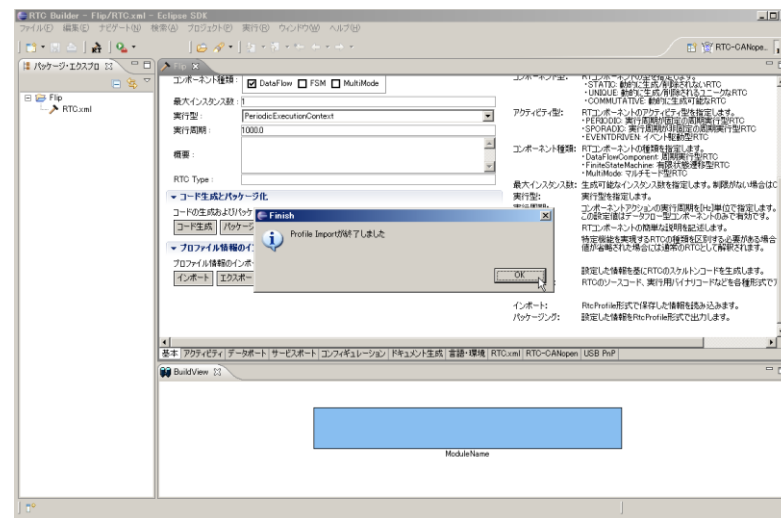 RTC Builder - Flip/RTC.xml - Eclipse SDK
ファイル(F) 編集(E) ナビゲート(N) 検索(A) プロジェクト(P) 実行(R) ウィンドウ(W) ヘルプ(H)
RTC-CANope..
パッケージ・エクスプロ
Flip
RTC.xml
Flip
コンポーネント種類: DataFlow FSM MultiMode
最大インスタンス数: 1
実行型: PeriodicExecutionContext
実行周期: 1000.0
概要:
RTC Type :
コード生成とパッケージ化
コードの生成およびパッケ
コード生成 パッケージ
プロファイル情報のイ
プロファイル情報のインポー
インポート エクスポー
コンポーネント型: RTコンポーネントの型を指定します。
・STATIC: 動的に生成/削除されないRTC
・UNIQUE: 動的に生成/削除されるユニークなRTC
・COMMUTATIVE: 動的に生成可能なRTC
アクティビティ型: RTコンポーネントのアクティビティ型を指定します。
・PERIODIC: 実行周期が固定の周期実行型RTC
・SPORADIC: 実行周期が非固定の周期実行型RTC
・EVENTDRIVEN: イベント駆動型RTC
コンポーネント種類: RTコンポーネントの種類を指定します。
・DataFlowComponent: 周期実行型RTC
・FiniteStateMachine: 有限状態遷移型RTC
・MultiMode: マルチモード型RTC
最大インスタンス数: 生成可能なインスタンス数を指定します。制限がない場合は0
実行型: 実行型を指定します。
実行周期: コンポーネントアクションの実行周期を[Hz]単位で指定します。
この設定値はデータフロー型コンポーネントのみで有効です。
RTコンポーネントの簡単な説明を記述します。
特定機能を実現するRTCの種類を区別する必要がある場合
値が省略された場合には通常のRTCとして解釈されます。
設定した情報を基にRTCのスケルトンコードを生成します。
RTCのソースコード、実行用バイナリコードなどを各種形式で
インポート: RtcProfile形式で保存した情報を読み込みます。
パッケージング: 設定した情報をRtcProfile形式で出力します。
Finish
Profile Importが終了しました
OK
基本 アクティビティ データポート サービスポート コンフィギュレーション ドキュメント生成 言語・環境 RTC.xml RTC-CANopen USB PnP
BuildView
ModuleName